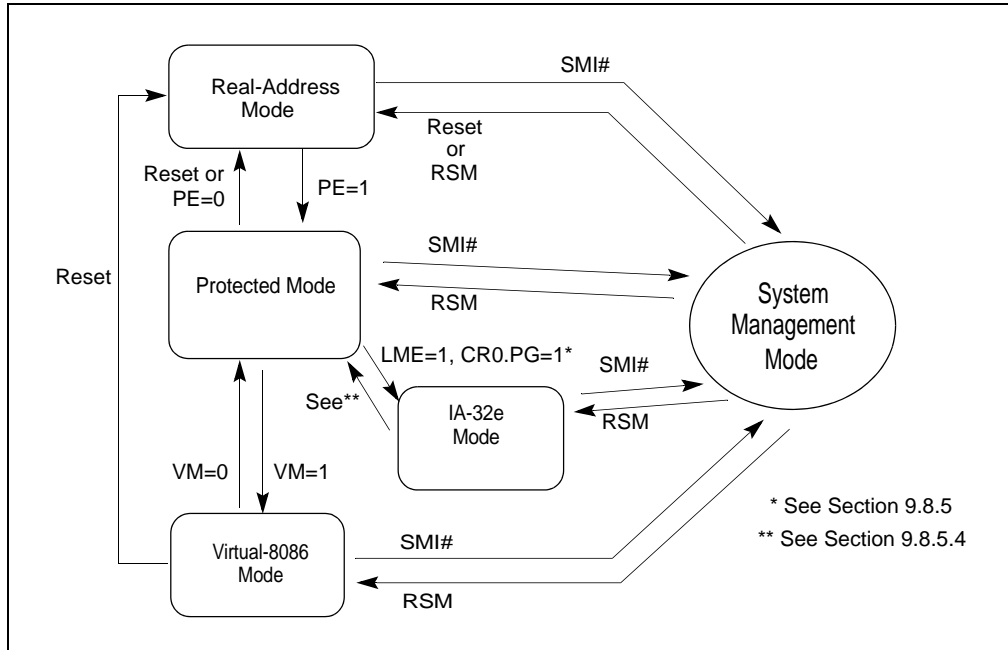 SMI#
Real-Address
Mode
Reset
or
RSM
Reset or
PE=0
PE=1
SMI#
Reset
Protected Mode
RSM
System
Management
Mode
LME=1, CR0.PG=1*
SMI#
See**
IA-32e
Mode
RSM
VM=0
VM=1
* See Section 9.8.5
** See Section 9.8.5.4
Virtual-8086
Mode
SMI#
RSM